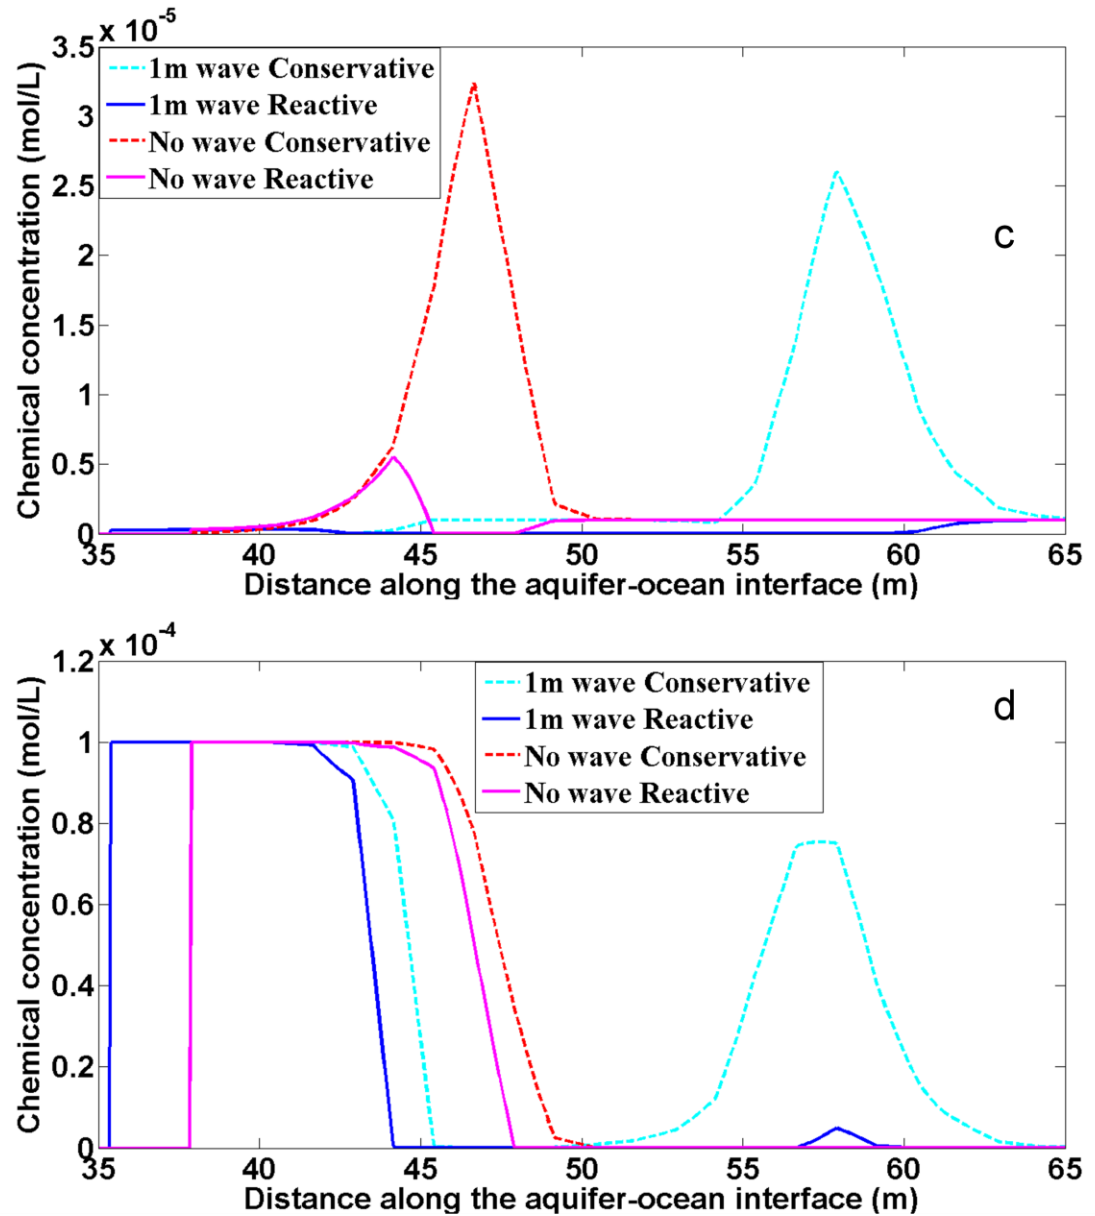 x 10-5
3.5
3
2.5
2
1.5
1
0.5
0
Chemical concentration (mol/L)
1m wave Conservative
1m wave Reactive
No wave Conservative
No wave Reactive
c
35 40 45 50 55 60 65
Distance along the aquifer-ocean interface (m)
x 10-4
1.2
1
0.8
0.6
0.4
0.2
0
Chemical concentration (mol/L)
1m wave Conservative
1m wave Reactive
No wave Conservative
No wave Reactive
d
35 40 45 50 55 60 65
Distance along the aquifer-ocean interface (m)